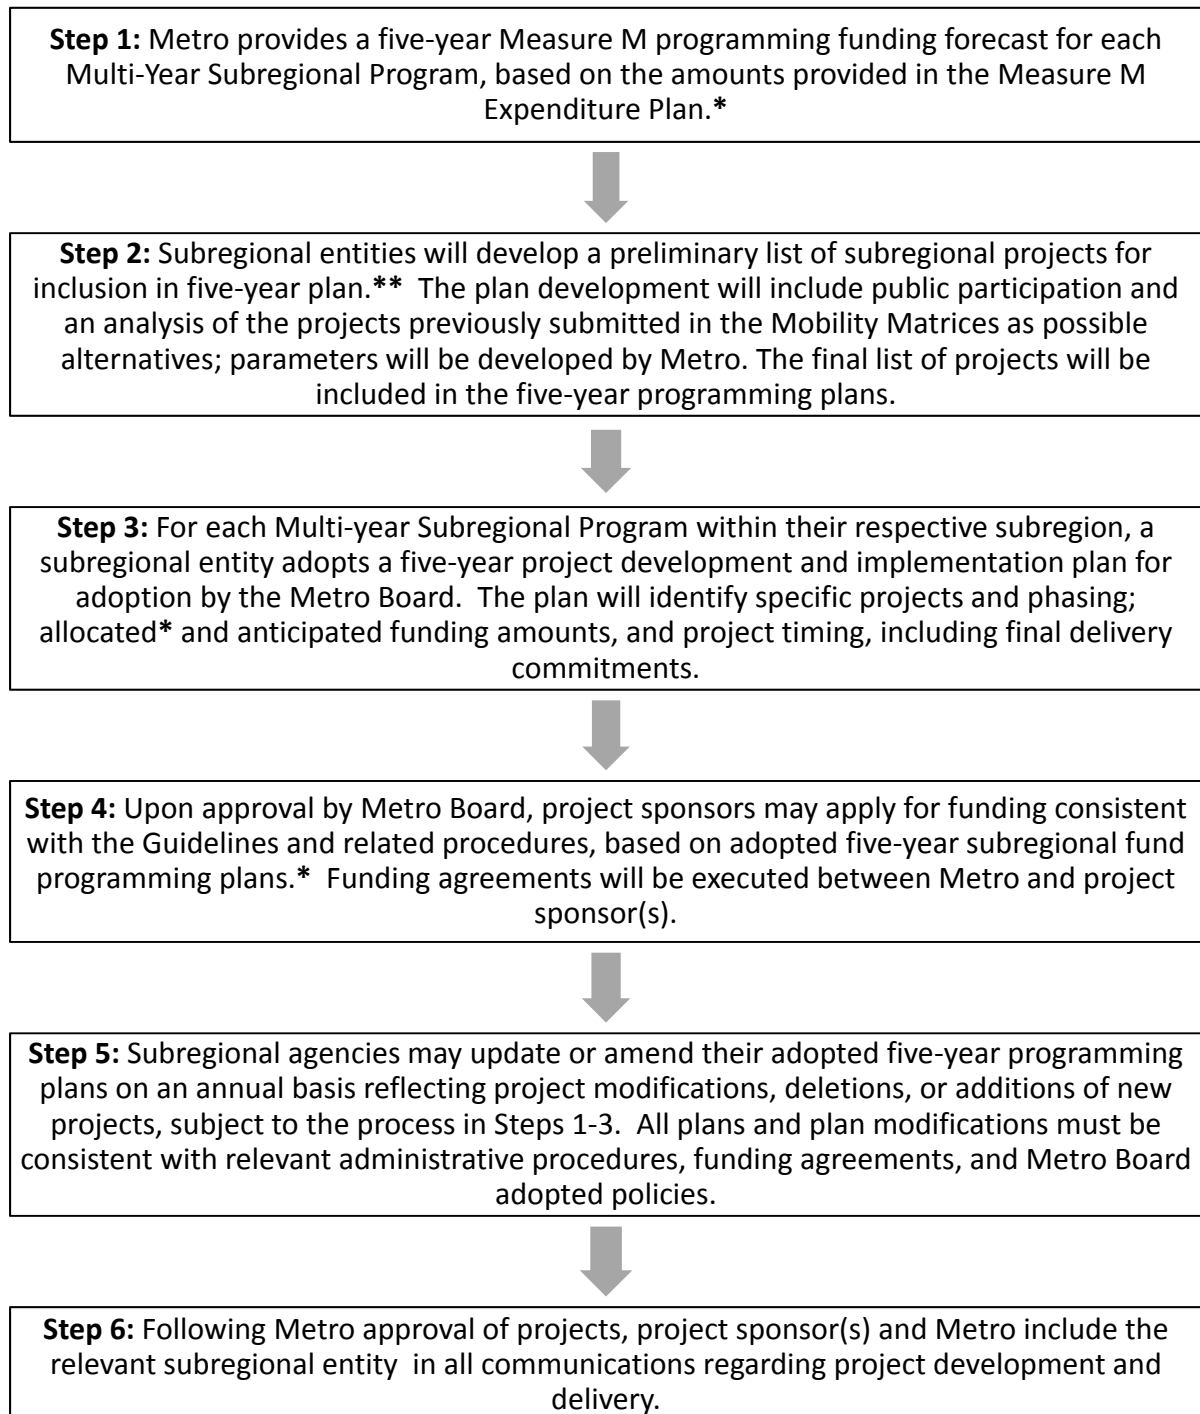 Step 1: Metro provides a five-year Measure M programming funding forecast for each
Multi-Year Subregional Program, based on the amounts provided in the Measure M
Expenditure Plan.*
Step 2: Subregional entities will develop a preliminary list of subregional projects for
inclusion in five-year plan.** The plan development will include public participation and
an analysis of the projects previously submitted in the Mobility Matrices as possible
alternatives; parameters will be developed by Metro. The final list of projects will be
included in the five-year programming plans.
Step 3: For each Multi-year Subregional Program within their respective subregion, a
subregional entity adopts a five-year project development and implementation plan for
adoption by the Metro Board. The plan will identify specific projects and phasing;
allocated* and anticipated funding amounts, and project timing, including final delivery
commitments.
Step 4: Upon approval by Metro Board, project sponsors may apply for funding consistent
with the Guidelines and related procedures, based on adopted five-year subregional fund
programming plans.* Funding agreements will be executed between Metro and project
sponsor(s).
Step 5: Subregional agencies may update or amend their adopted five-year programming
plans on an annual basis reflecting project modifications, deletions, or additions of new
projects, subject to the process in Steps 1-3. All plans and plan modifications must be
consistent with relevant administrative procedures, funding agreements, and Metro Board
adopted policies.
Step 6: Following Metro approval of projects, project sponsor(s) and Metro include the
relevant subregional entity in all communications regarding project development and
delivery.